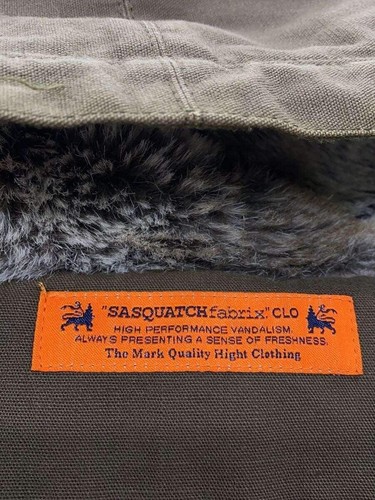 "SASQUATCHfabrix." CLO
HIGH PERFORMANCE VANDALISM.
ALWAYS PRESENTING A SENSE OF FRESHNESS.
The Mark Quality Hight Clothing